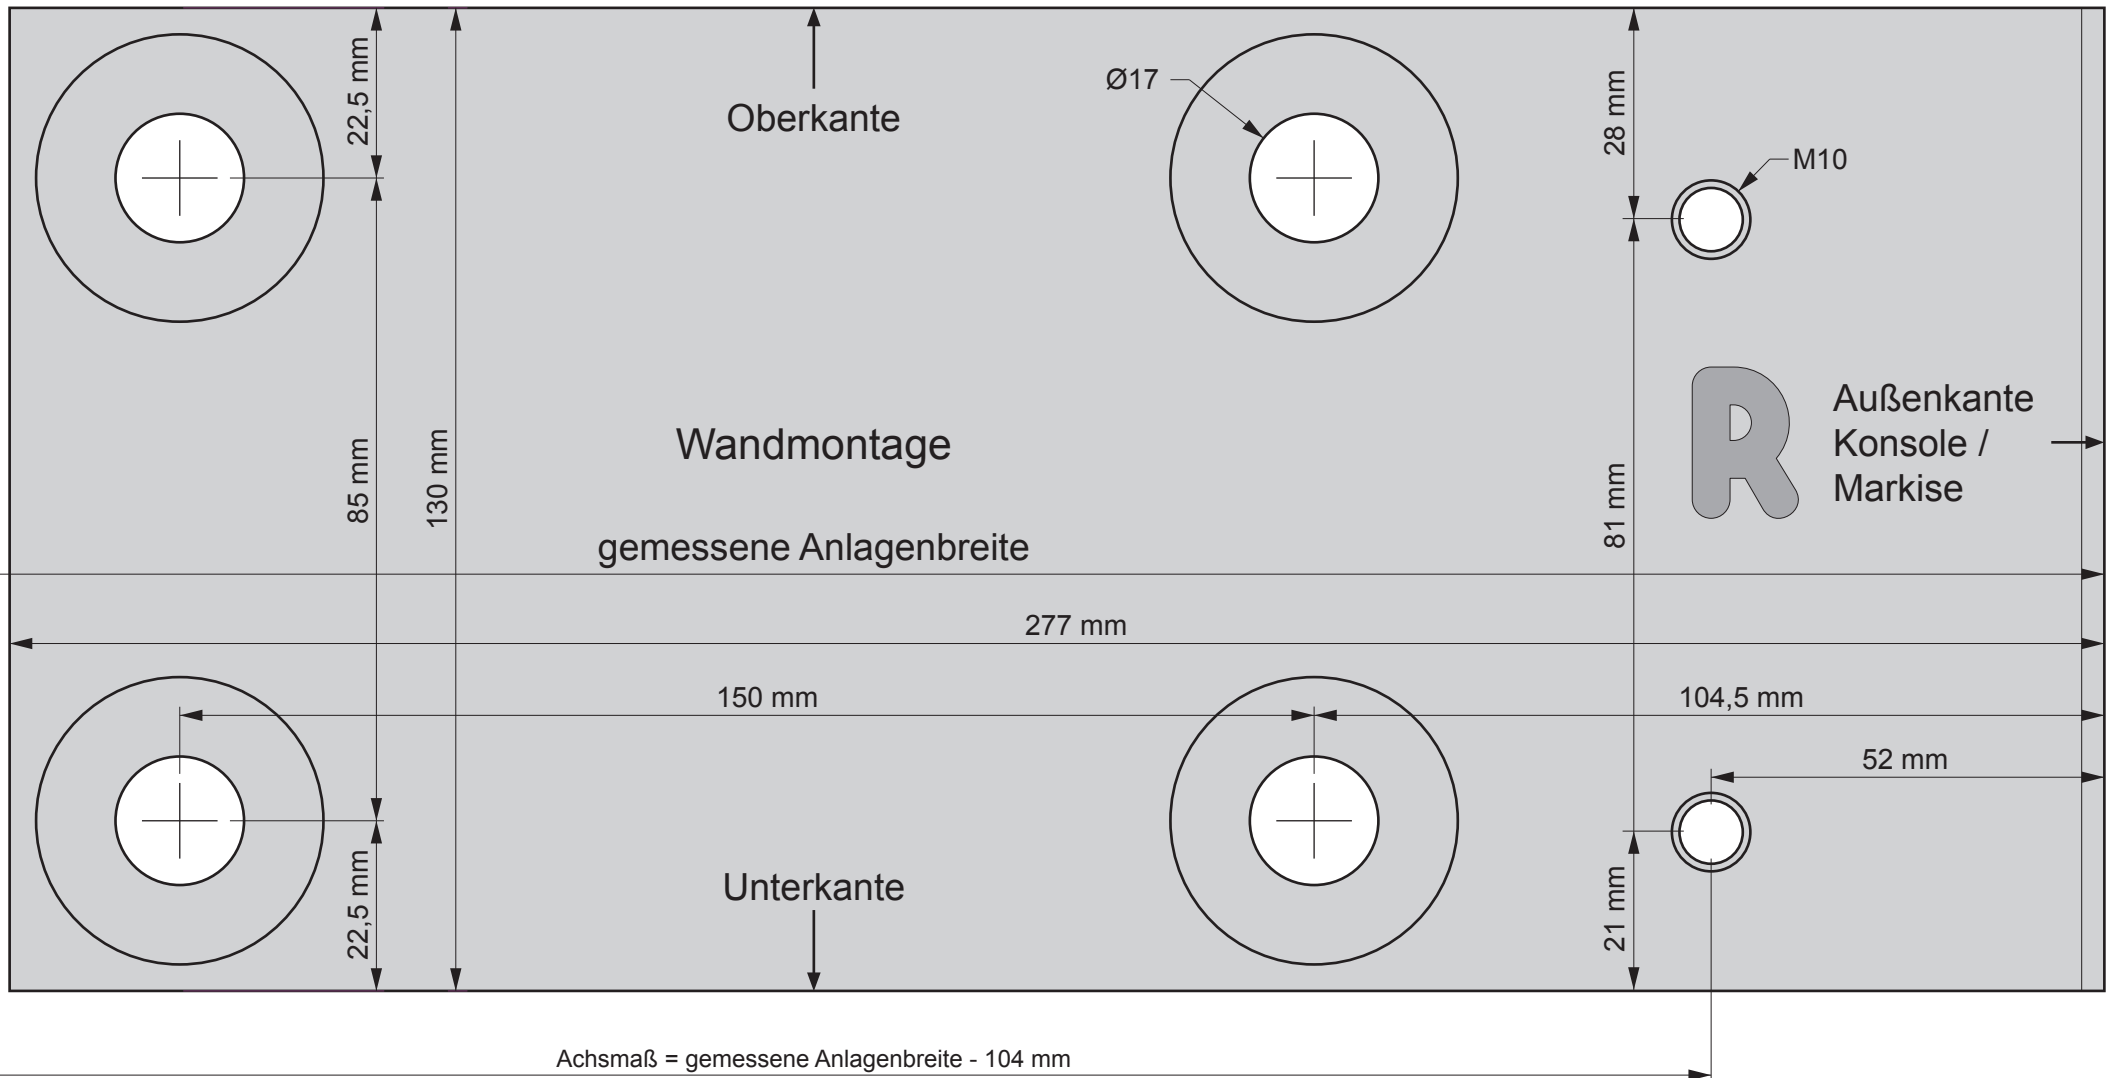 22,5 mm
Oberkante
Ø17
28 mm
M10
85 mm
130 mm
Wandmontage
81 mm
R
Außenkante
Konsole /
Markise
gemessene Anlagenbreite
277 mm
150 mm
104,5 mm
52 mm
22,5 mm
Unterkante
21 mm
Achsmaß = gemessene Anlagenbreite - 104 mm